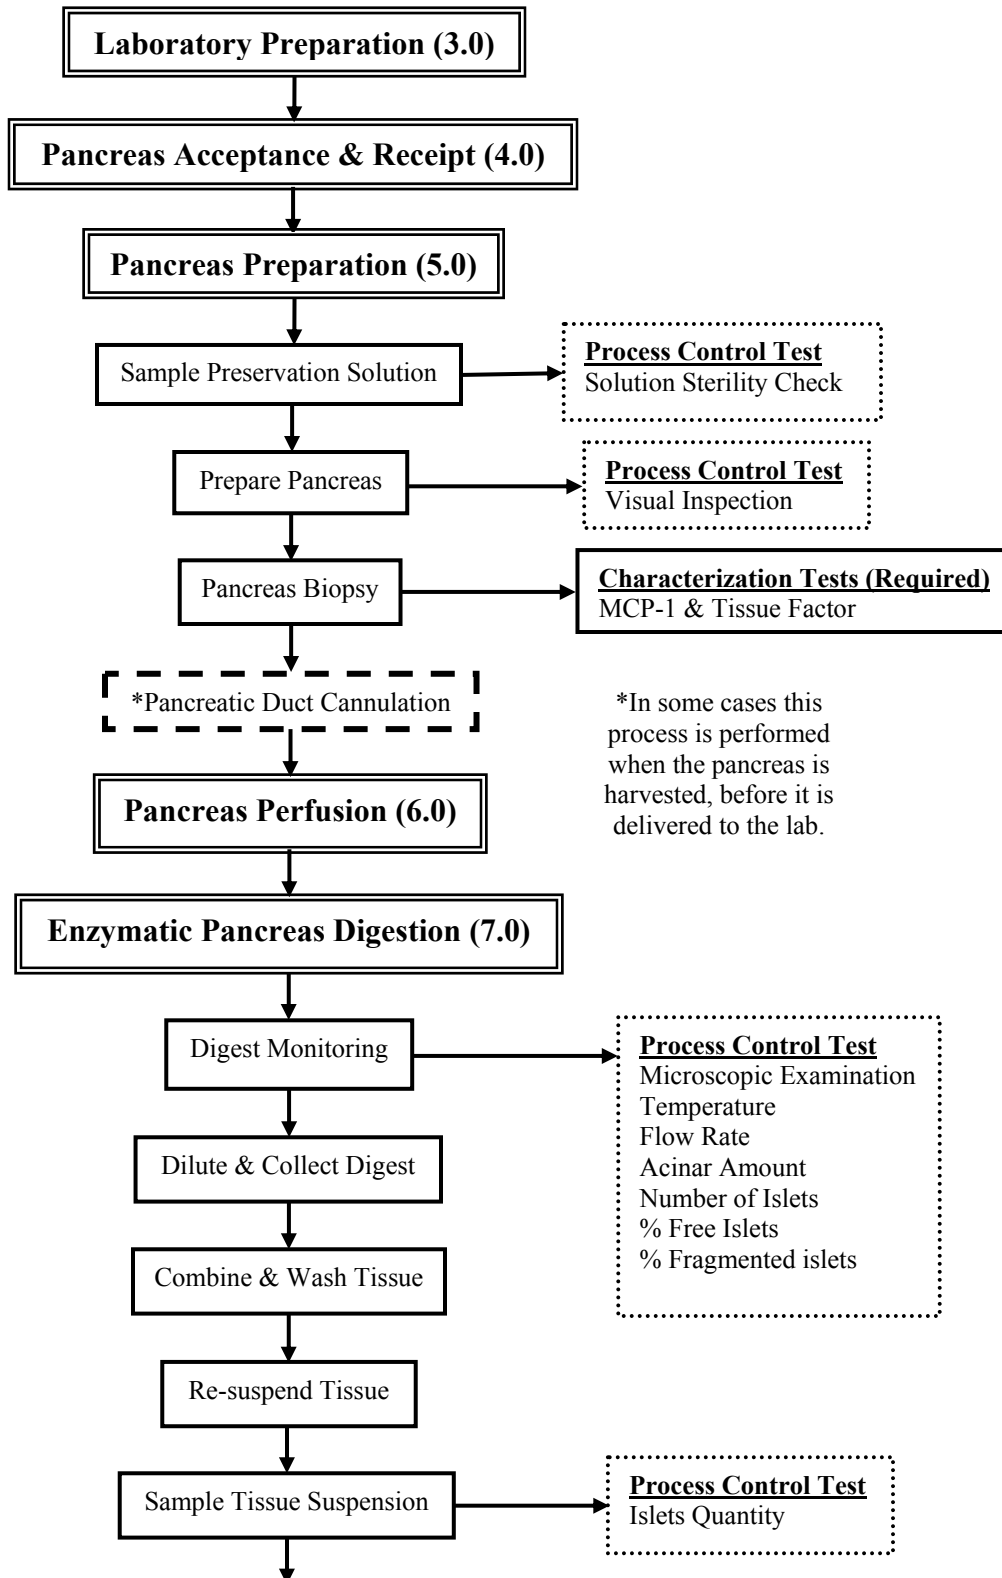 Laboratory Preparation (3.0)
Pancreas Acceptance & Receipt (4.0)
Pancreas Preparation (5.0)
Sample Preservation Solution
Process Control Test
Solution Sterility Check
Prepare Pancreas
Process Control Test
Visual Inspection
Pancreas Biopsy
Characterization Tests (Required)
MCP-1 & Tissue Factor
*Pancreatic Duct Cannulation
*In some cases this
process is performed
when the pancreas is
harvested, before it is
delivered to the lab.
Pancreas Perfusion (6.0)
Enzymatic Pancreas Digestion (7.0)
Digest Monitoring
Process Control Test
Microscopic Examination
Temperature
Flow Rate
Acinar Amount
Number of Islets
% Free Islets
% Fragmented islets
Dilute & Collect Digest
Combine & Wash Tissue
Re-suspend Tissue
Sample Tissue Suspension
Process Control Test
Islets Quantity